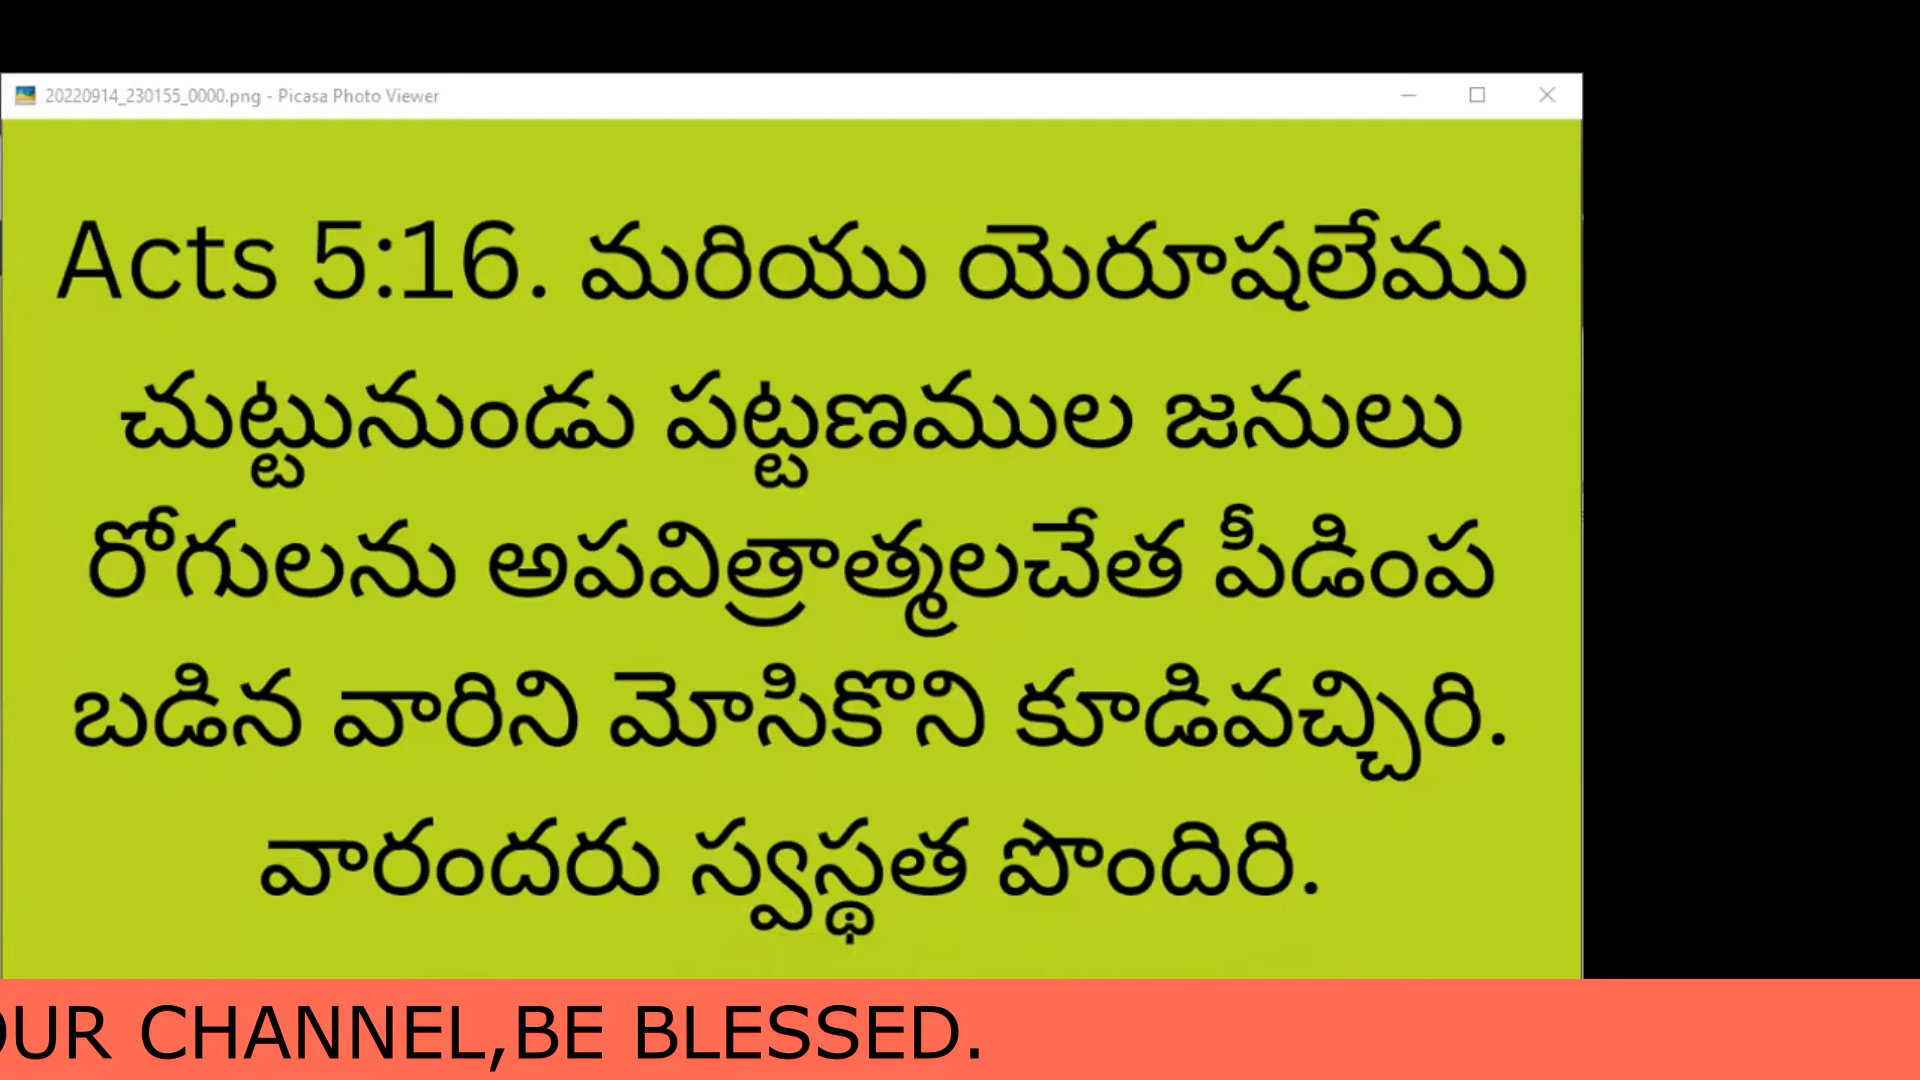 20220914_230155_0000.png - Picasa Photo Viewer
Acts 5:16. మరియు యెరూషలేము
చుట్టునుండు పట్టణముల జనులు
రోగులను అపవిత్రాత్మలచేత పీడింప
బడిన వారిని మోసికొని కూడివచ్చిరి.
వారందరు స్వస్థత పొందిరి.
OUR CHANNEL,BE BLESSED.